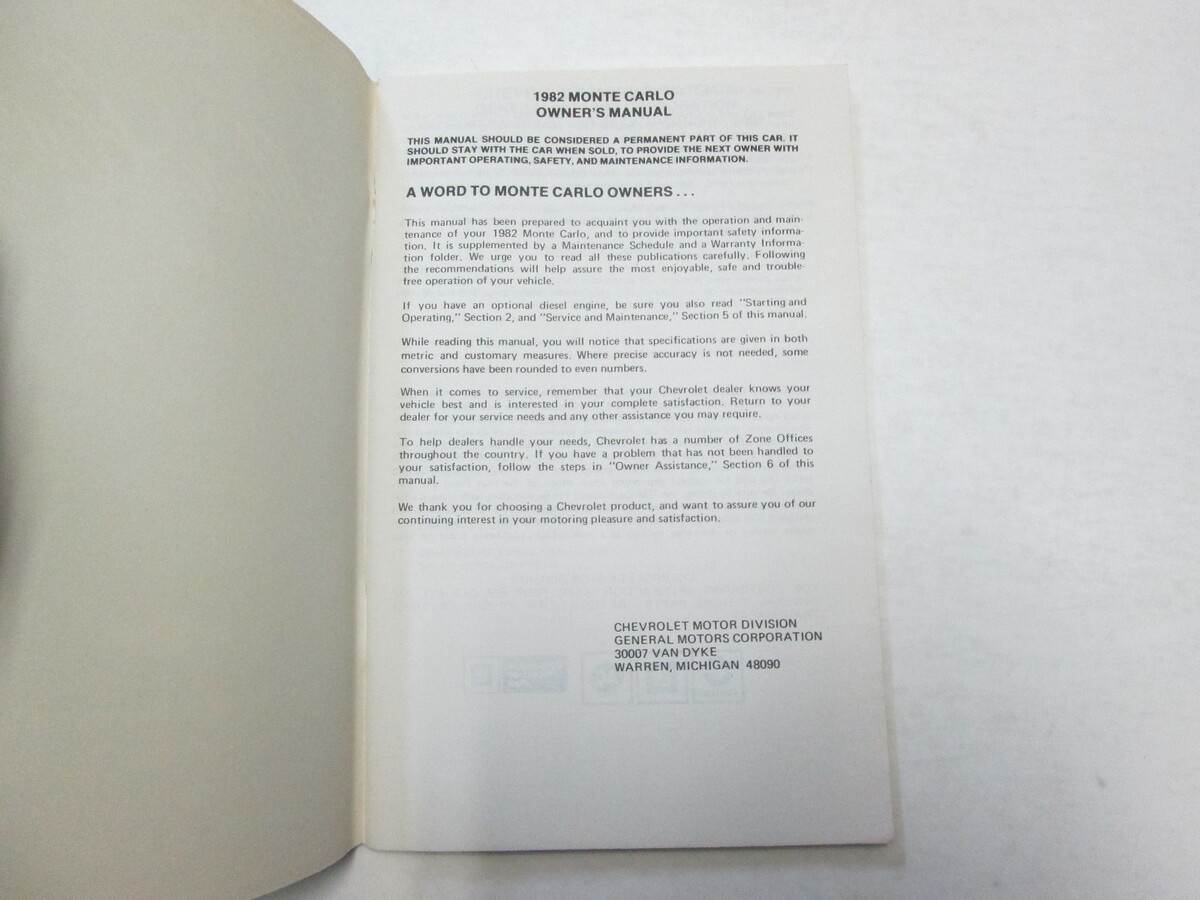 1982 MONTE CARLO
OWNER'S MANUAL
THIS MANUAL SHOULD BE CONSIDERED A PERMANENT PART OF THIS CAR. IT
SHOULD STAY WITH THE CAR WHEN SOLD, TO PROVIDE THE NEXT OWNER WITH
IMPORTANT OPERATING, SAFETY, AND MAINTENANCE INFORMATION.
A WORD TO MONTE CARLO OWNERS . . .
This manual has been prepared to acquaint you with the operation and main-
tenance of your 1982 Monte Carlo, and to provide important safety informa-
tion. It is supplemented by a Maintenance Schedule and a Warranty Informa-
tion folder. We urge you to read all these publications carefully. Following
the recommendations will help assure the most enjoyable, safe and trouble-
free operation of your vehicle.
If you have an optional diesel engine, be sure you also read "Starting and
Operating," Section 2, and "Service and Maintenance," Section 5 of this manual.
While reading this manual, you will notice that specifications are given in both
metric and customary measures. Where precise accuracy is not needed, some
conversions have been rounded to even numbers.
When it comes to service, remember that your Chevrolet dealer knows your
vehicle best and is interested in your complete satisfaction. Return to your
dealer for your service needs and any other assistance you may require.
To help dealers handle your needs, Chevrolet has a number of Zone Offices
throughout the country. If you have a problem that has not been handled to
your satisfaction, follow the steps in "Owner Assistance," Section 6 of this
manual.
We thank you for choosing a Chevrolet product, and want to assure you of our
continuing interest in your motoring pleasure and satisfaction.
CHEVROLET MOTOR DIVISION
GENERAL MOTORS CORPORATION
30007 VAN DYKE
WARREN, MICHIGAN 48090